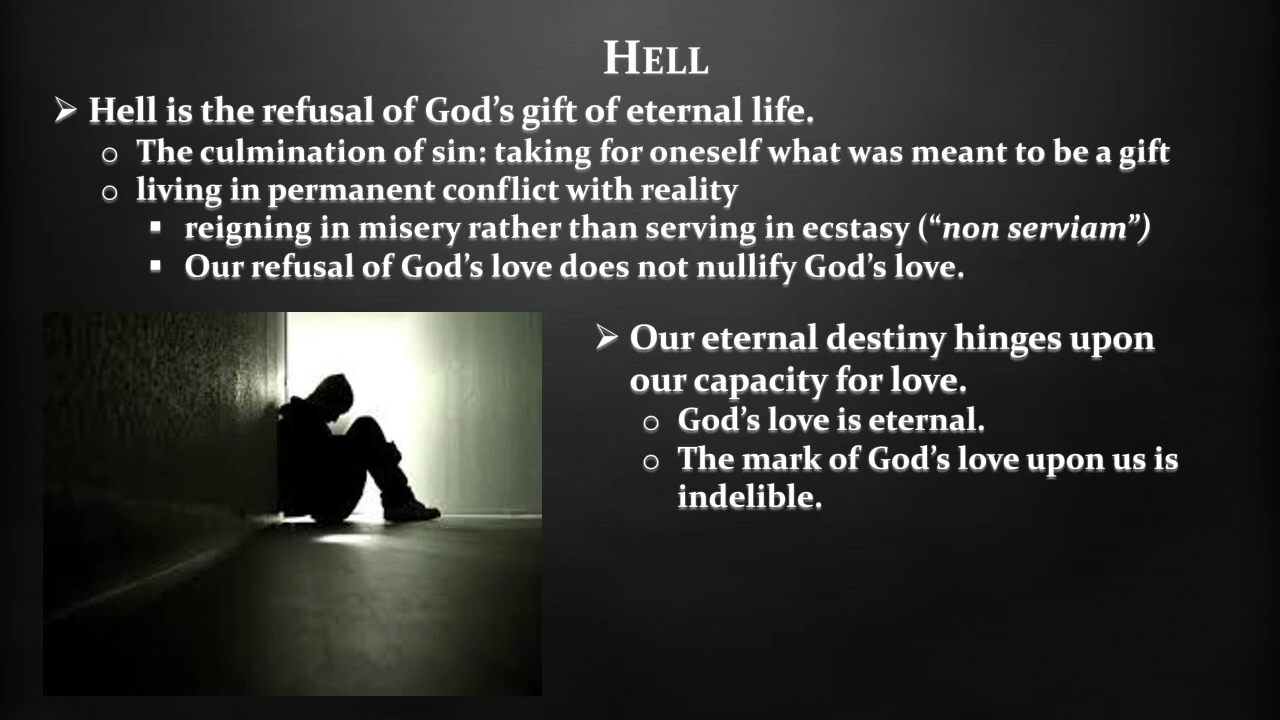 HELL
➢ Hell is the refusal of God’s gift of eternal life.
o The culmination of sin: taking for oneself what was meant to be a gift
o living in permanent conflict with reality
▪ reigning in misery rather than serving in ecstasy (“non serviam”)
▪ Our refusal of God’s love does not nullify God’s love.
➢ Our eternal destiny hinges upon
our capacity for love.
o God’s love is eternal.
o The mark of God’s love upon us is
indelible.